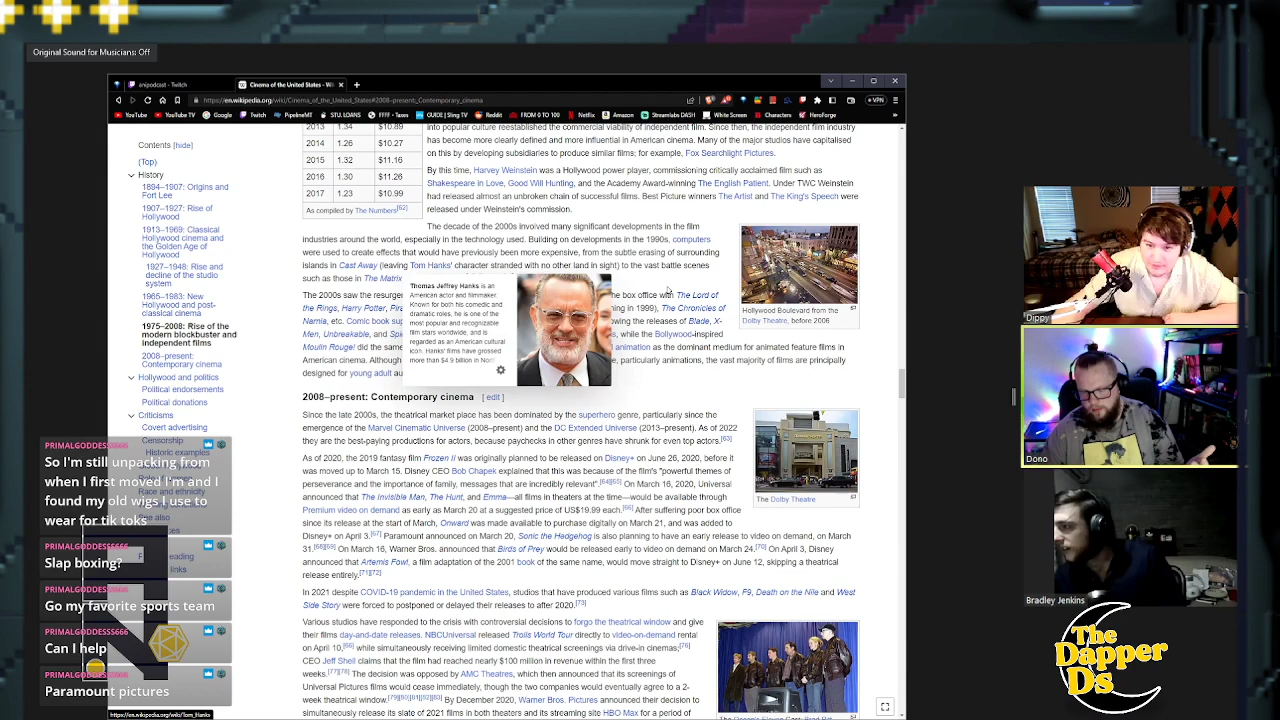 Original Sound for Musicians: Off
anipodcast - Twitch
Cinema of the United States - Wi
https://en.wikipedia.org/wiki/Cinema_of_the_United_States#2008–present:_Contemporary_cinema
VPN
YouTube
YouTube TV
Google
Twitch
PipelineMT
STU. LOANS
FFFF • Taxes
GUIDE | Sling TV
Reddit
FROM 0 TO 100
Netflix
Amazon
Streamlabs DASH
White Screen
Characters
HeroForge
Contents [hide]
(Top)
History
1894–1907: Origins and
Fort Lee
1907–1927: Rise of
Hollywood
1913–1969: Classical
Hollywood cinema and
the Golden Age of
Hollywood
1927–1948: Rise and
decline of the studio
system
1965–1983: New
Hollywood and post-
classical cinema
1975–2008: Rise of the
modern blockbuster and
independent films
2008–present:
Contemporary cinema
Hollywood and politics
Political endorsements
Political donations
Criticisms
Covert advertising
Censorship
Historic examples
Race and ethnicity
See also
eading
links
2013 1.34 $10.89
2014 1.26 $10.27
2015 1.32 $11.16
2016 1.30 $11.26
2017 1.23 $10.99
As compiled by The Numbers[62]
into popular culture reestablished the commercial viability of independent film. Since then, the independent film industry
has become more clearly defined and more influential in American cinema. Many of the major studios have capitalised
on this by developing subsidiaries to produce similar films; for example, Fox Searchlight Pictures.
By this time, Harvey Weinstein was a Hollywood power player, commissioning critically acclaimed film such as
Shakespeare in Love, Good Will Hunting, and the Academy Award-winning The English Patient. Under TWC Weinstein
had released almost an unbroken chain of successful films. Best Picture winners The Artist and The King's Speech were
released under Weinstein's commission.
The decade of the 2000s involved many significant developments in the film
industries around the world, especially in the technology used. Building on developments in the 1990s, computers
were used to create effects that would have previously been more expensive, from the subtle erasing of surrounding
islands in Cast Away (leaving Tom Hanks' character stranded with no other land in sight) to the vast battle scenes
such as those in The Matrix
The 2000s saw the resurger
he box office with The Lord of
the Rings, Harry Potter, Pira
ning in 1999), The Chronicles of
Narnia, etc. Comic book sup
owing the releases of Blade, X-
Men, Unbreakable, and Spid
s, while the Bollywood-inspired
Moulin Rouge! did the same
animation as the dominant medium for animated feature films in
American cinema. Although
, particularly animations, the vast majority of films are principally
designed for young adult au
Thomas Jeffrey Hanks is an
American actor and filmmaker.
Known for both his comedic and
dramatic roles, he is one of the
most popular and recognizable
film stars worldwide, and is
regarded as an American cultural
icon. Hanks' films have grossed
more than $4.9 billion in Nort
Hollywood Boulevard from the
Dolby Theatre, before 2006
2008–present: Contemporary cinema [ edit ]
Since the late 2000s, the theatrical market place has been dominated by the superhero genre, particularly since the
emergence of the Marvel Cinematic Universe (2008–present) and the DC Extended Universe (2013–present). As of 2022
they are the best-paying productions for actors, because paychecks in other genres have shrunk for even top actors.[63]
As of 2020, the 2019 fantasy film Frozen II was originally planned to be released on Disney+ on June 26, 2020, before it
was moved up to March 15. Disney CEO Bob Chapek explained that this was because of the film's "powerful themes of
perseverance and the importance of family, messages that are incredibly relevant".[64][65] On March 16, 2020, Universal
announced that The Invisible Man, The Hunt, and Emma—all films in theaters at the time—would be available through
Premium video on demand as early as March 20 at a suggested price of US$19.99 each.[66] After suffering poor box office
since its release at the start of March, Onward was made available to purchase digitally on March 21, and was added to
Disney+ on April 3.[67] Paramount announced on March 20, Sonic the Hedgehog is also planning to have an early release to video on demand, on March
31.[68][69] On March 16, Warner Bros. announced that Birds of Prey would be released early to video on demand on March 24.[70] On April 3, Disney
announced that Artemis Fowl, a film adaptation of the 2001 book of the same name, would move straight to Disney+ on June 12, skipping a theatrical
release entirely.[71][72]
The Dolby Theatre
In 2021 despite COVID-19 pandemic in the United States, studios that have produced various films such as Black Widow, F9, Death on the Nile and West
Side Story were forced to postpone or delayed their releases to after 2020.[73]
Various studios have responded to the crisis with controversial decisions to forgo the theatrical window and give
their films day-and-date releases. NBCUniversal released Trolls World Tour directly to video-on-demand rental
on April 10,[66] while simultaneously receiving limited domestic theatrical screenings via drive-in cinemas;[76]
CEO Jeff Shell claims that the film had reached nearly $100 million in revenue within the first three
weeks.[77][78] The decision was opposed by AMC Theatres, which then announced that its screenings of
Universal Pictures films would cease immediately, though the two companies would eventually agree to a 2-
week theatrical window.[79][80][81][82][83] By December 2020, Warner Bros. Pictures announced their decision to
simultaneously release its slate of 2021 films in both theaters and its streaming site HBO Max for a period of
https://en.wikipedia.org/wiki/Tom_Hanks
PRIMALGODDESS666
So I'm still unpacking from
when I first moved I'm and I
found my old wigs I use to
wear for tik toks
PRIMALGODDESS666
Slap boxing?
PRIMALGODDESS666
Go my favorite sports team
PRIMALGODDESS666
Can I help
PRIMALGODDESS666
Paramount pictures
Dippy
Dono
Bradley Jenkins
The
Dapper
Ds